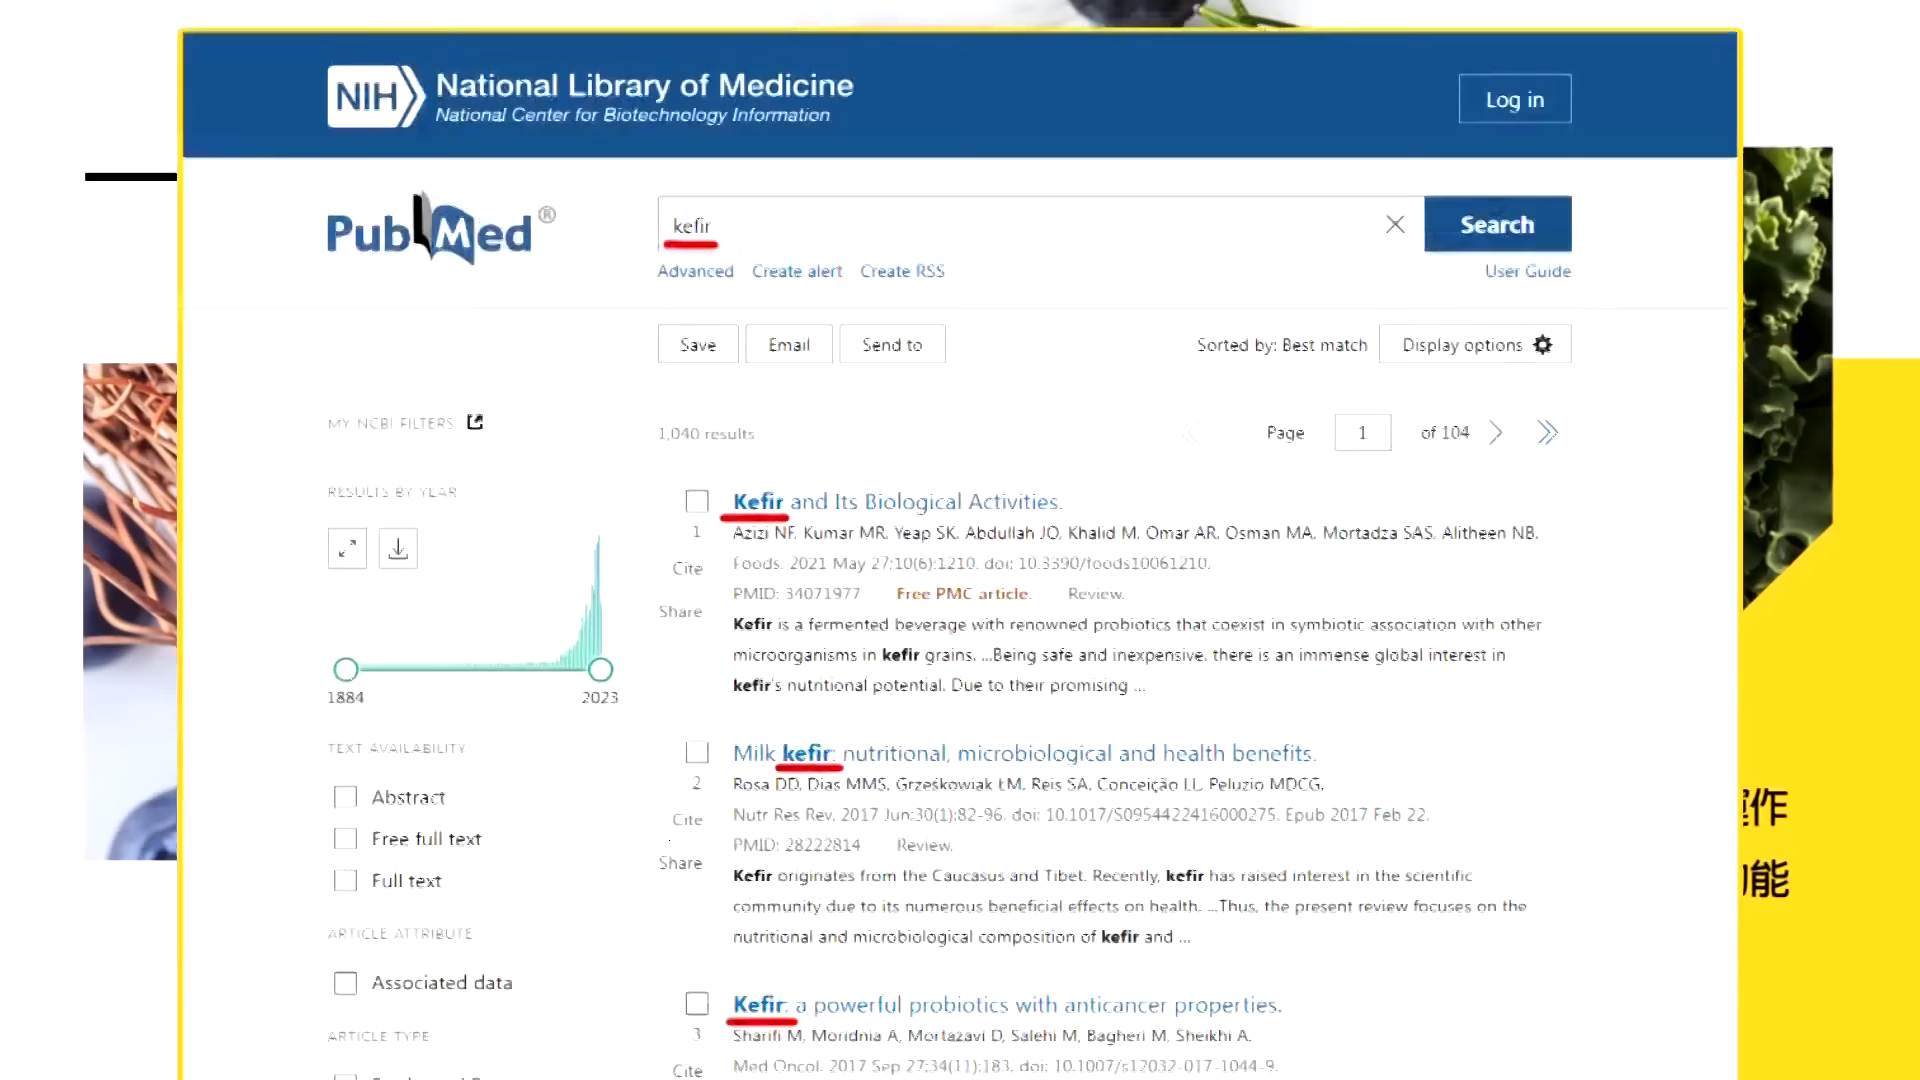 NIH National Library of Medicine
National Center for Biotechnology Information
Log in
PubMed®
kefir
Search
Advanced Create alert Create RSS
User Guide
Save Email Send to
Sorted by: Best match Display options
MY NCBI FILTERS
1,040 results
Page 1 of 104
RESULTS BY YEAR
1884 2023
TEXT AVAILABILITY
Abstract
Free full text
Full text
ARTICLE ATTRIBUTE
Associated data
ARTICLE TYPE
Kefir and Its Biological Activities.
1
Azizi NF, Kumar MR, Yeap SK, Abdullah JO, Khalid M, Omar AR, Osman MA, Mortadza SAS, Alitheen NB.
Cite
Foods. 2021 May 27;10(6):1210. doi: 10.3390/foods10061210.
PMID: 34071977 Free PMC article. Review.
Share
Kefir is a fermented beverage with renowned probiotics that coexist in symbiotic association with other
microorganisms in kefir grains. ...Being safe and inexpensive, there is an immense global interest in
kefir's nutritional potential. Due to their promising ...
Milk kefir: nutritional, microbiological and health benefits.
2
Rosa DD, Dias MMS, Grześkowiak ŁM, Reis SA, Conceição LL, Peluzio MDCG.
Cite
Nutr Res Rev. 2017 Jun;30(1):82-96. doi: 10.1017/S0954422416000275. Epub 2017 Feb 22.
PMID: 28222814 Review.
Share
Kefir originates from the Caucasus and Tibet. Recently, kefir has raised interest in the scientific
community due to its numerous beneficial effects on health. ...Thus, the present review focuses on the
nutritional and microbiological composition of kefir and ...
Kefir: a powerful probiotics with anticancer properties.
3
Sharifi M, Moridnia A, Mortazavi D, Salehi M, Bagheri M, Sheikhi A.
Cite
Med Oncol. 2017 Sep 27;34(11):183. doi: 10.1007/s12032-017-1044-9.
作
能